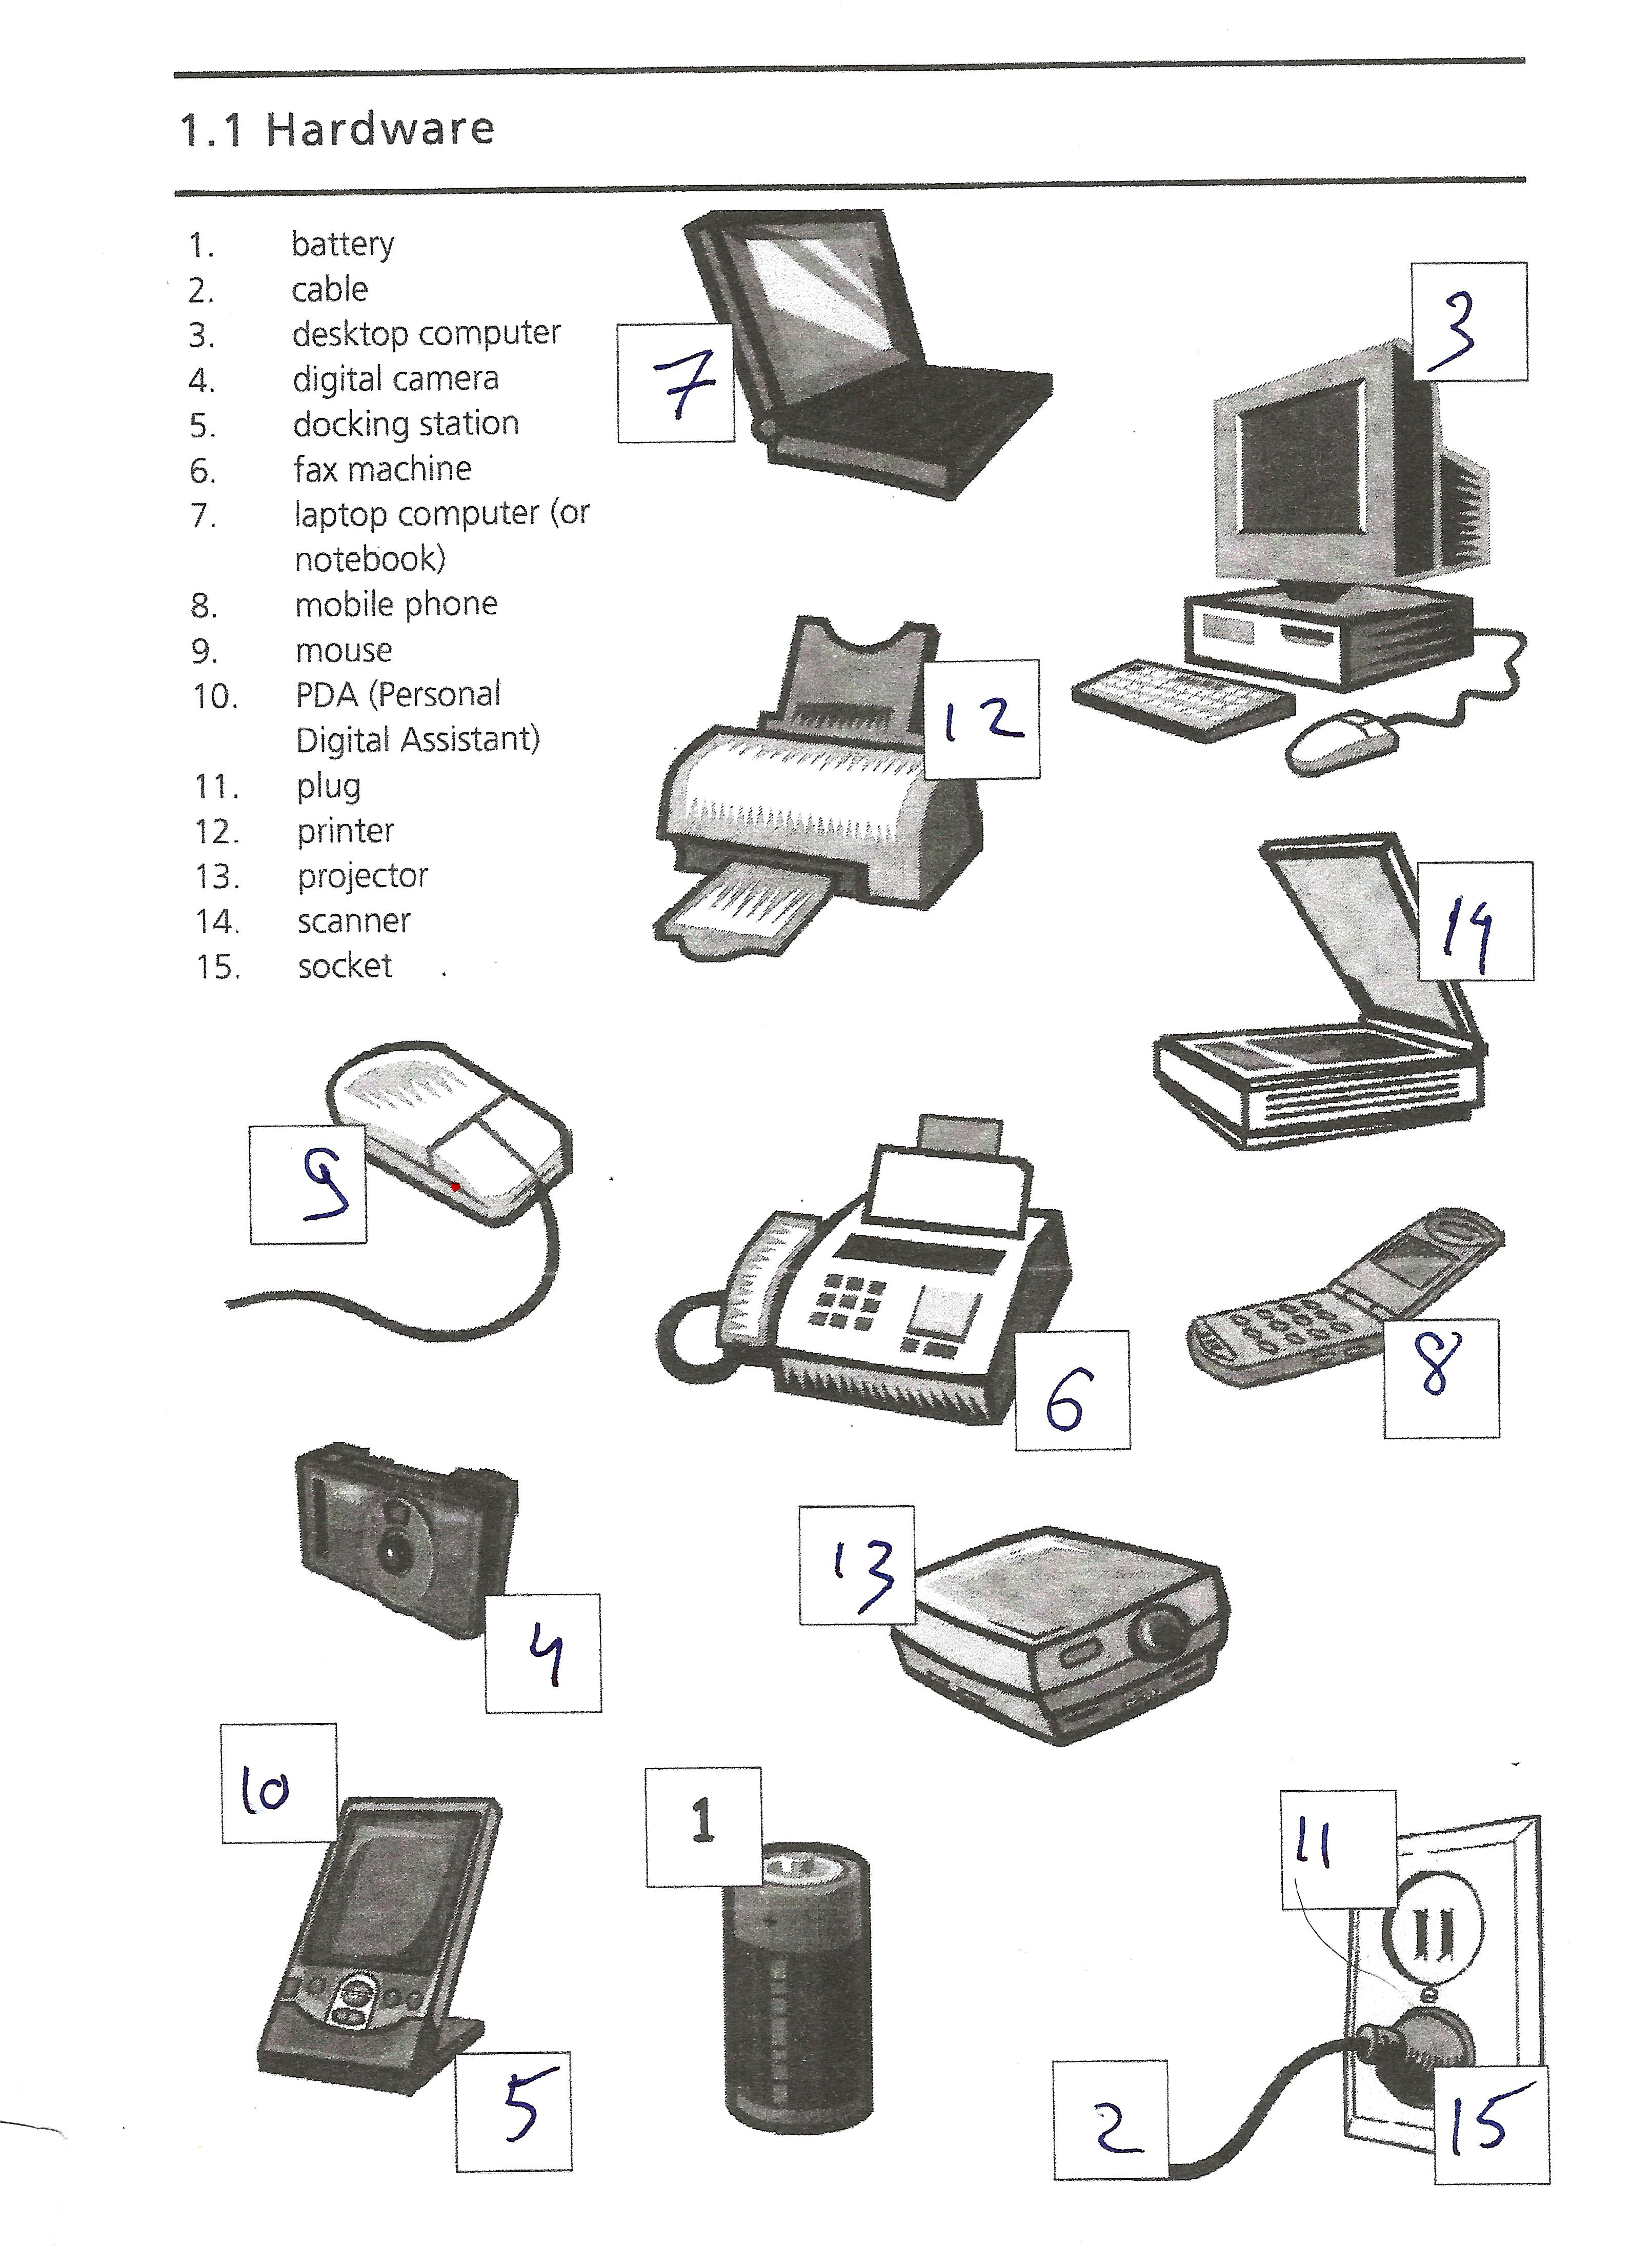 1.1 Hardware
1. battery
2. cable
3. desktop computer
4. digital camera
5. docking station
6. fax machine
7. laptop computer (or
notebook)
8. mobile phone
9. mouse
10. PDA (Personal
Digital Assistant)
11. plug
12. printer
13. projector
14. scanner
15. socket
7
3
12
14
9
6
8
4
13
10
1
11
5
2
15